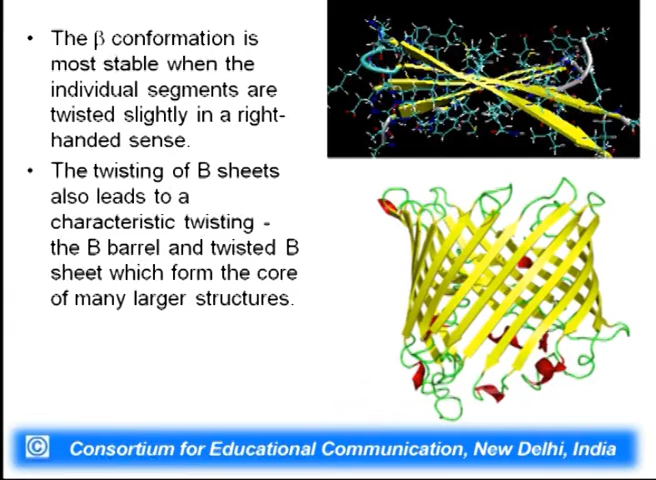 • The β conformation is
most stable when the
individual segments are
twisted slightly in a right-
handed sense.
• The twisting of B sheets
also leads to a
characteristic twisting -
the B barrel and twisted B
sheet which form the core
of many larger structures.
© Consortium for Educational Communication, New Delhi, India